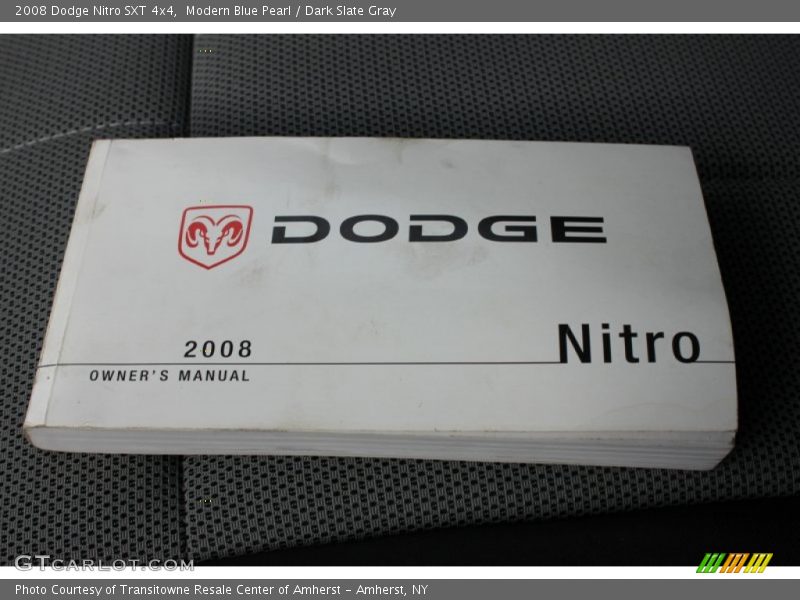 2008 Dodge Nitro SXT 4x4,  Modern Blue Pearl / Dark Slate Gray
DODGE
2008
Nitro
OWNER'S MANUAL
GTCARLOT.COM
Photo Courtesy of Transitowne Resale Center of Amherst - Amherst, NY